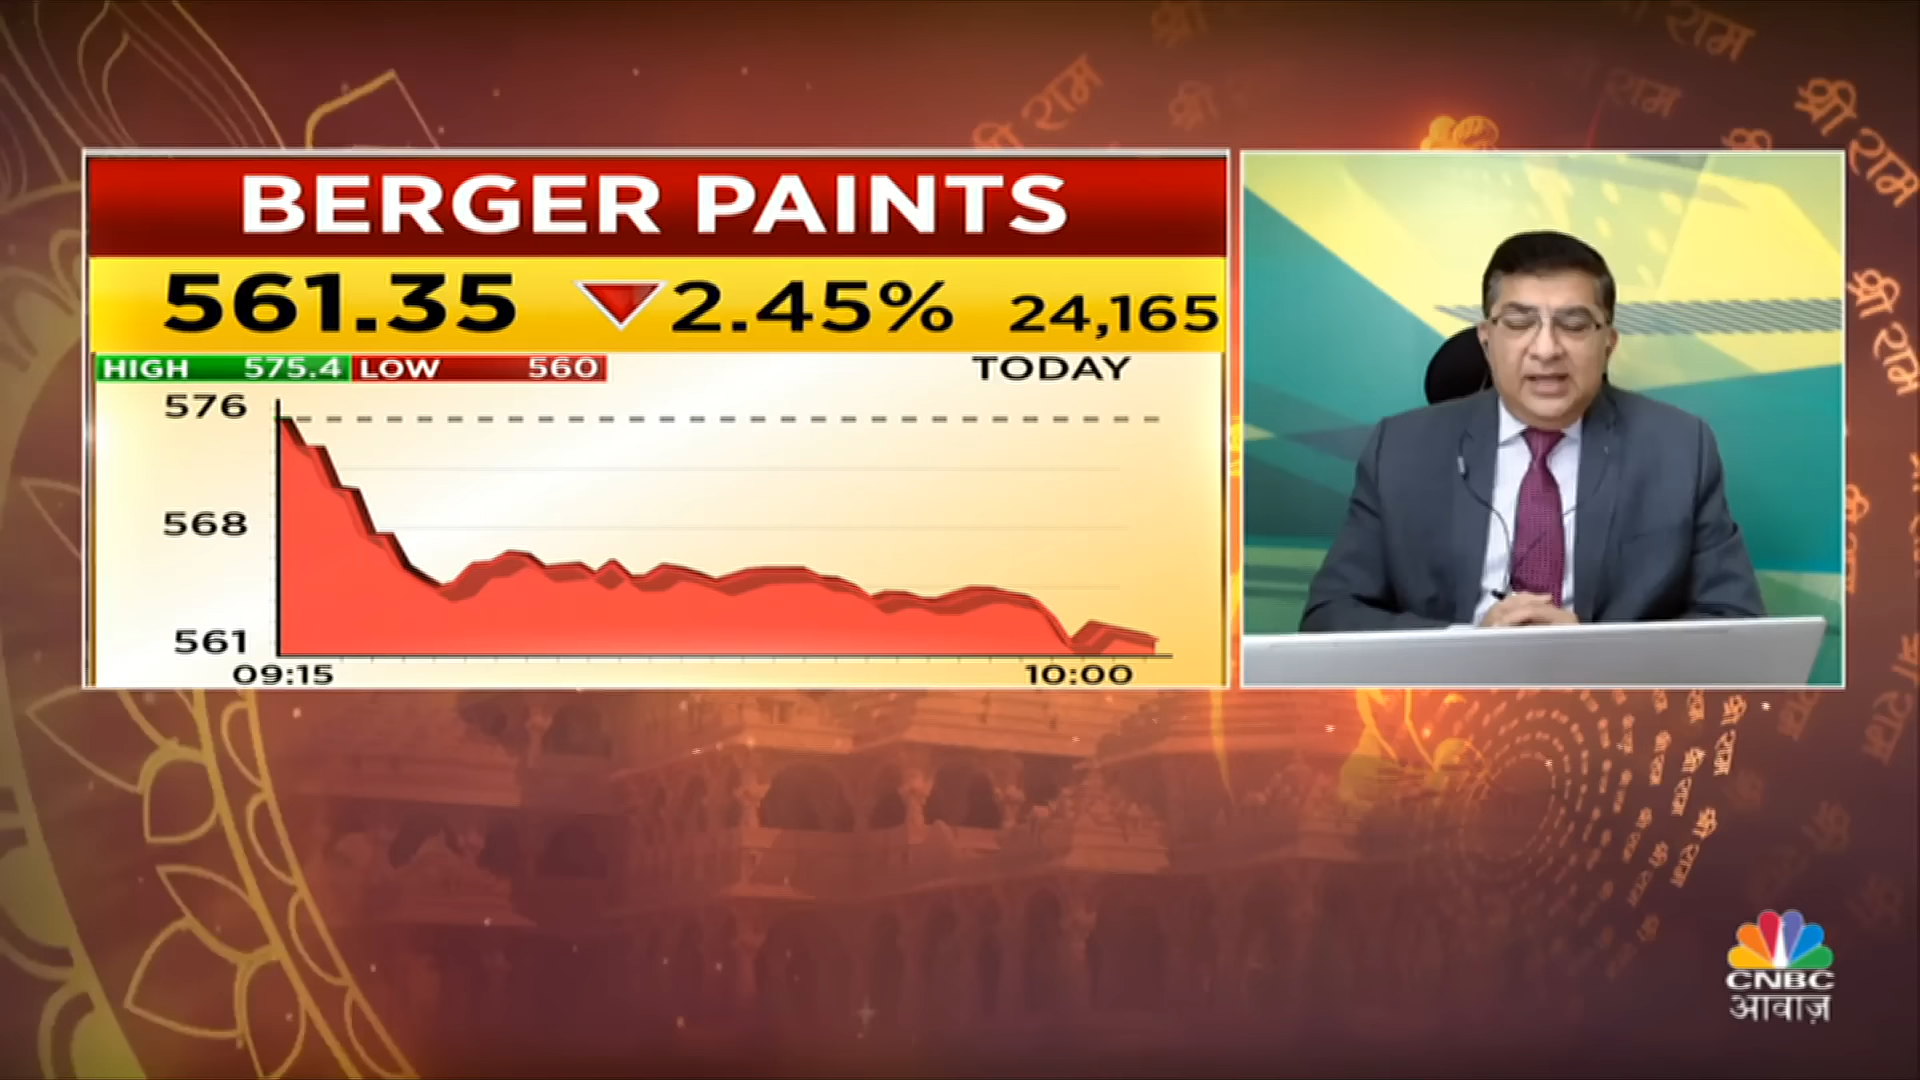 BERGER PAINTS
561.35 2.45% 24,165
HIGH 575.4 LOW 560 TODAY
576
568
561
09:15 10:00
श्री राम
श्री
श्री
राम
राम
श्री राम
श्री राम
CNBC
आवाज़